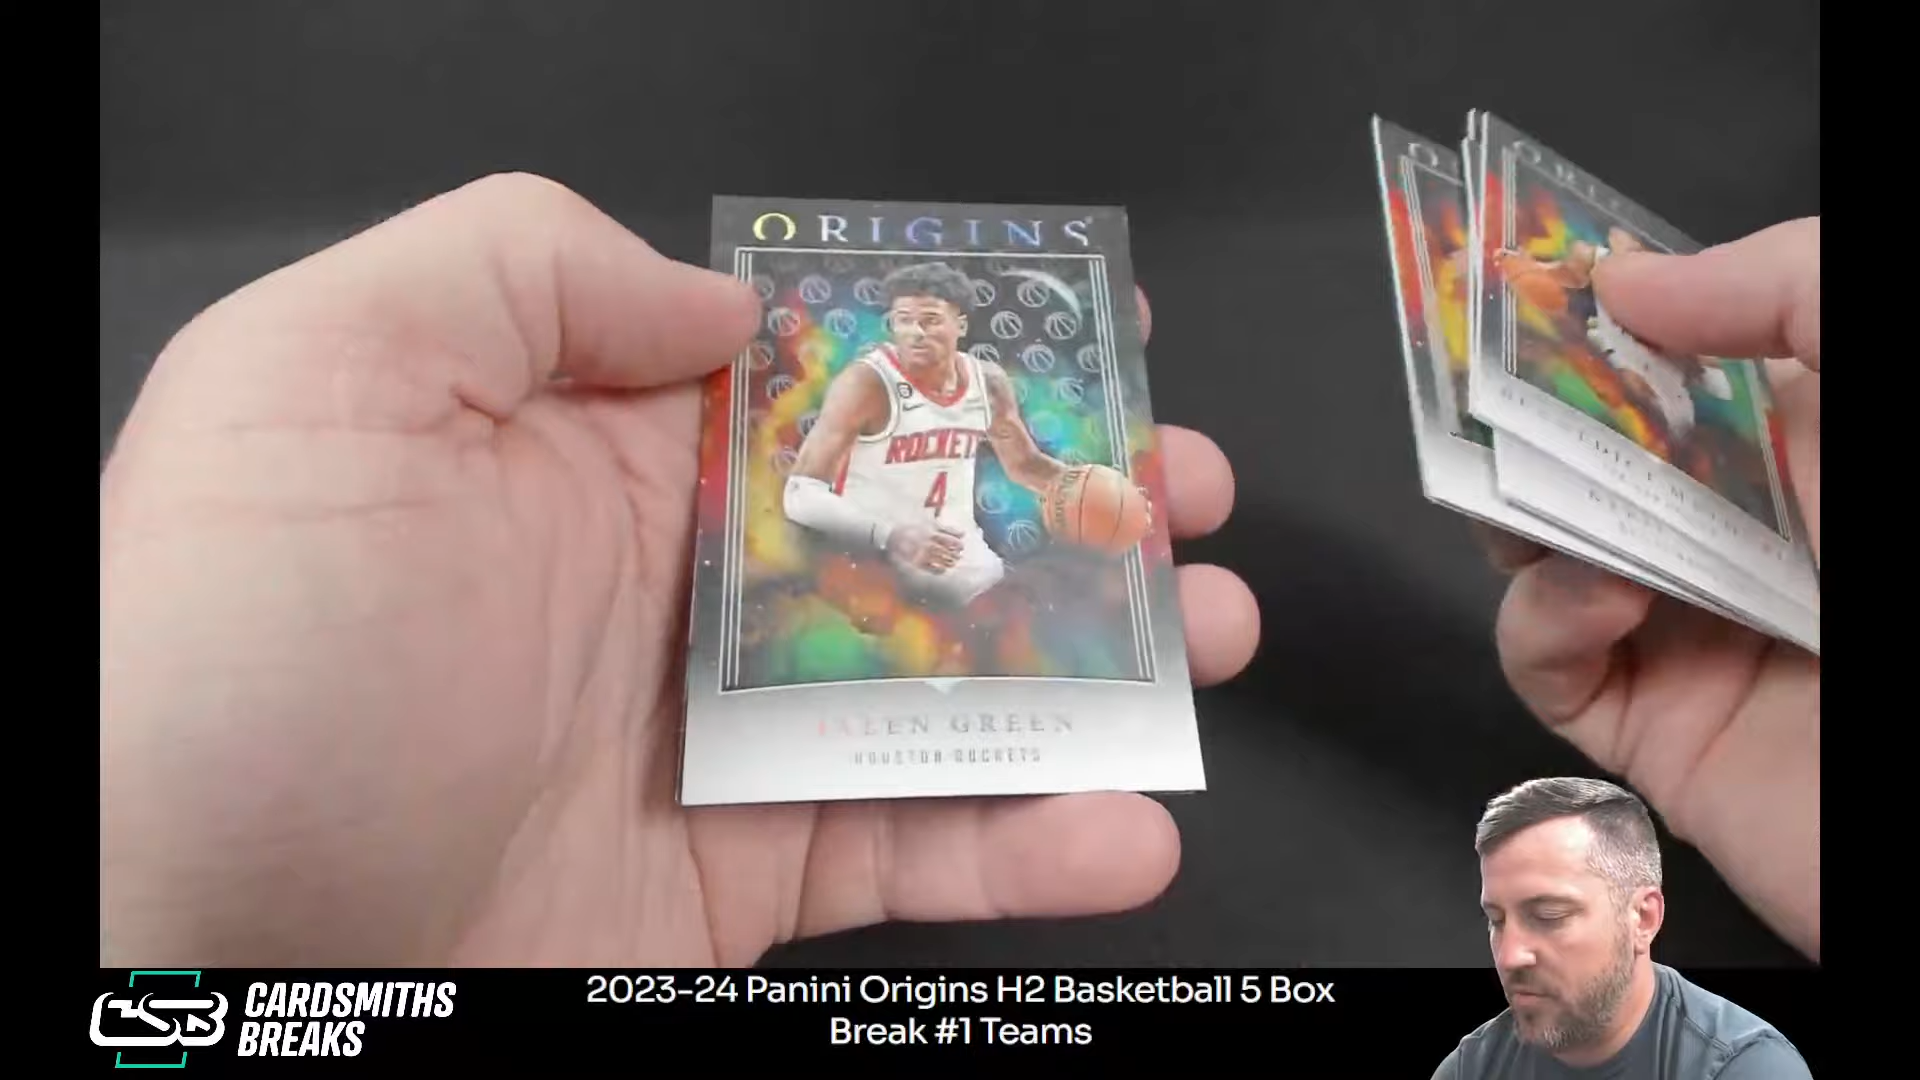 ORIGINS
ROCKETS
4
JALEN GREEN
HOUSTON ROCKETS
CARDSMITHS
BREAKS
CSB
2023-24 Panini Origins H2 Basketball 5 Box
Break #1 Teams